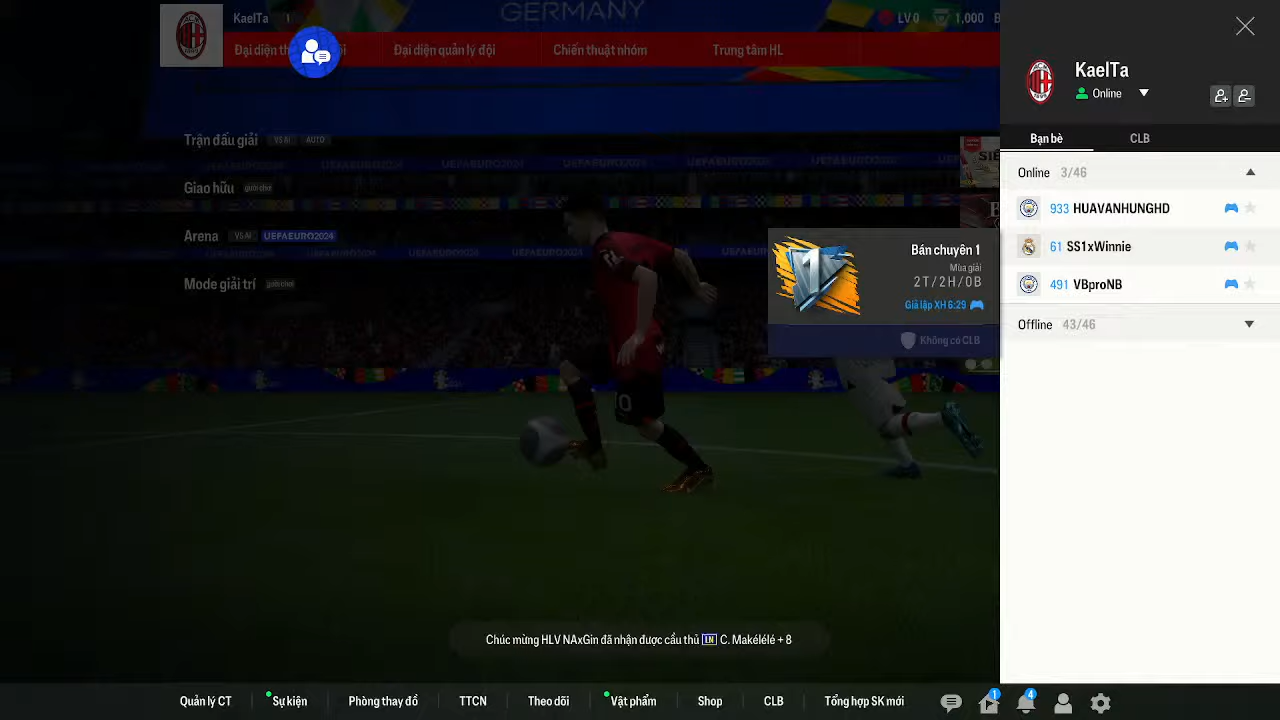 GERMANY
KaelTa 1
LV 0
1,000
Đại diện
Đại diện quản lý đội
Chiến thuật nhóm
Trung tâm HL
Trận đấu giải VS AI AUTO
UEFAEURO2024
Giao hữu
Arena VS AI UEFAEURO2024
Mode giải trí
Bán chuyên 1
Mùa giải
2T/2H/0B
Giả lập XH 6:29
Không có CLB
Chúc mừng HLV NAxGin đã nhận được cầu thủ LN C. Makélélé + 8
KaelTa
Online
Bạn bè
CLB
Online 3/46
933 HUAVANHUNGHD
61 SS1xWinnie
491 VBproNB
Offline 43/46
Quản lý CT
Sự kiện
Phòng thay đồ
TTCN
Theo dõi
Vật phẩm
Shop
CLB
Tổng hợp SK mới
1
4